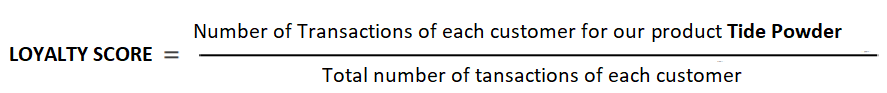 Number of Transactions of each customer for our product Tide Powder
LOYALTY SCORE =
Total number of tansactions of each customer